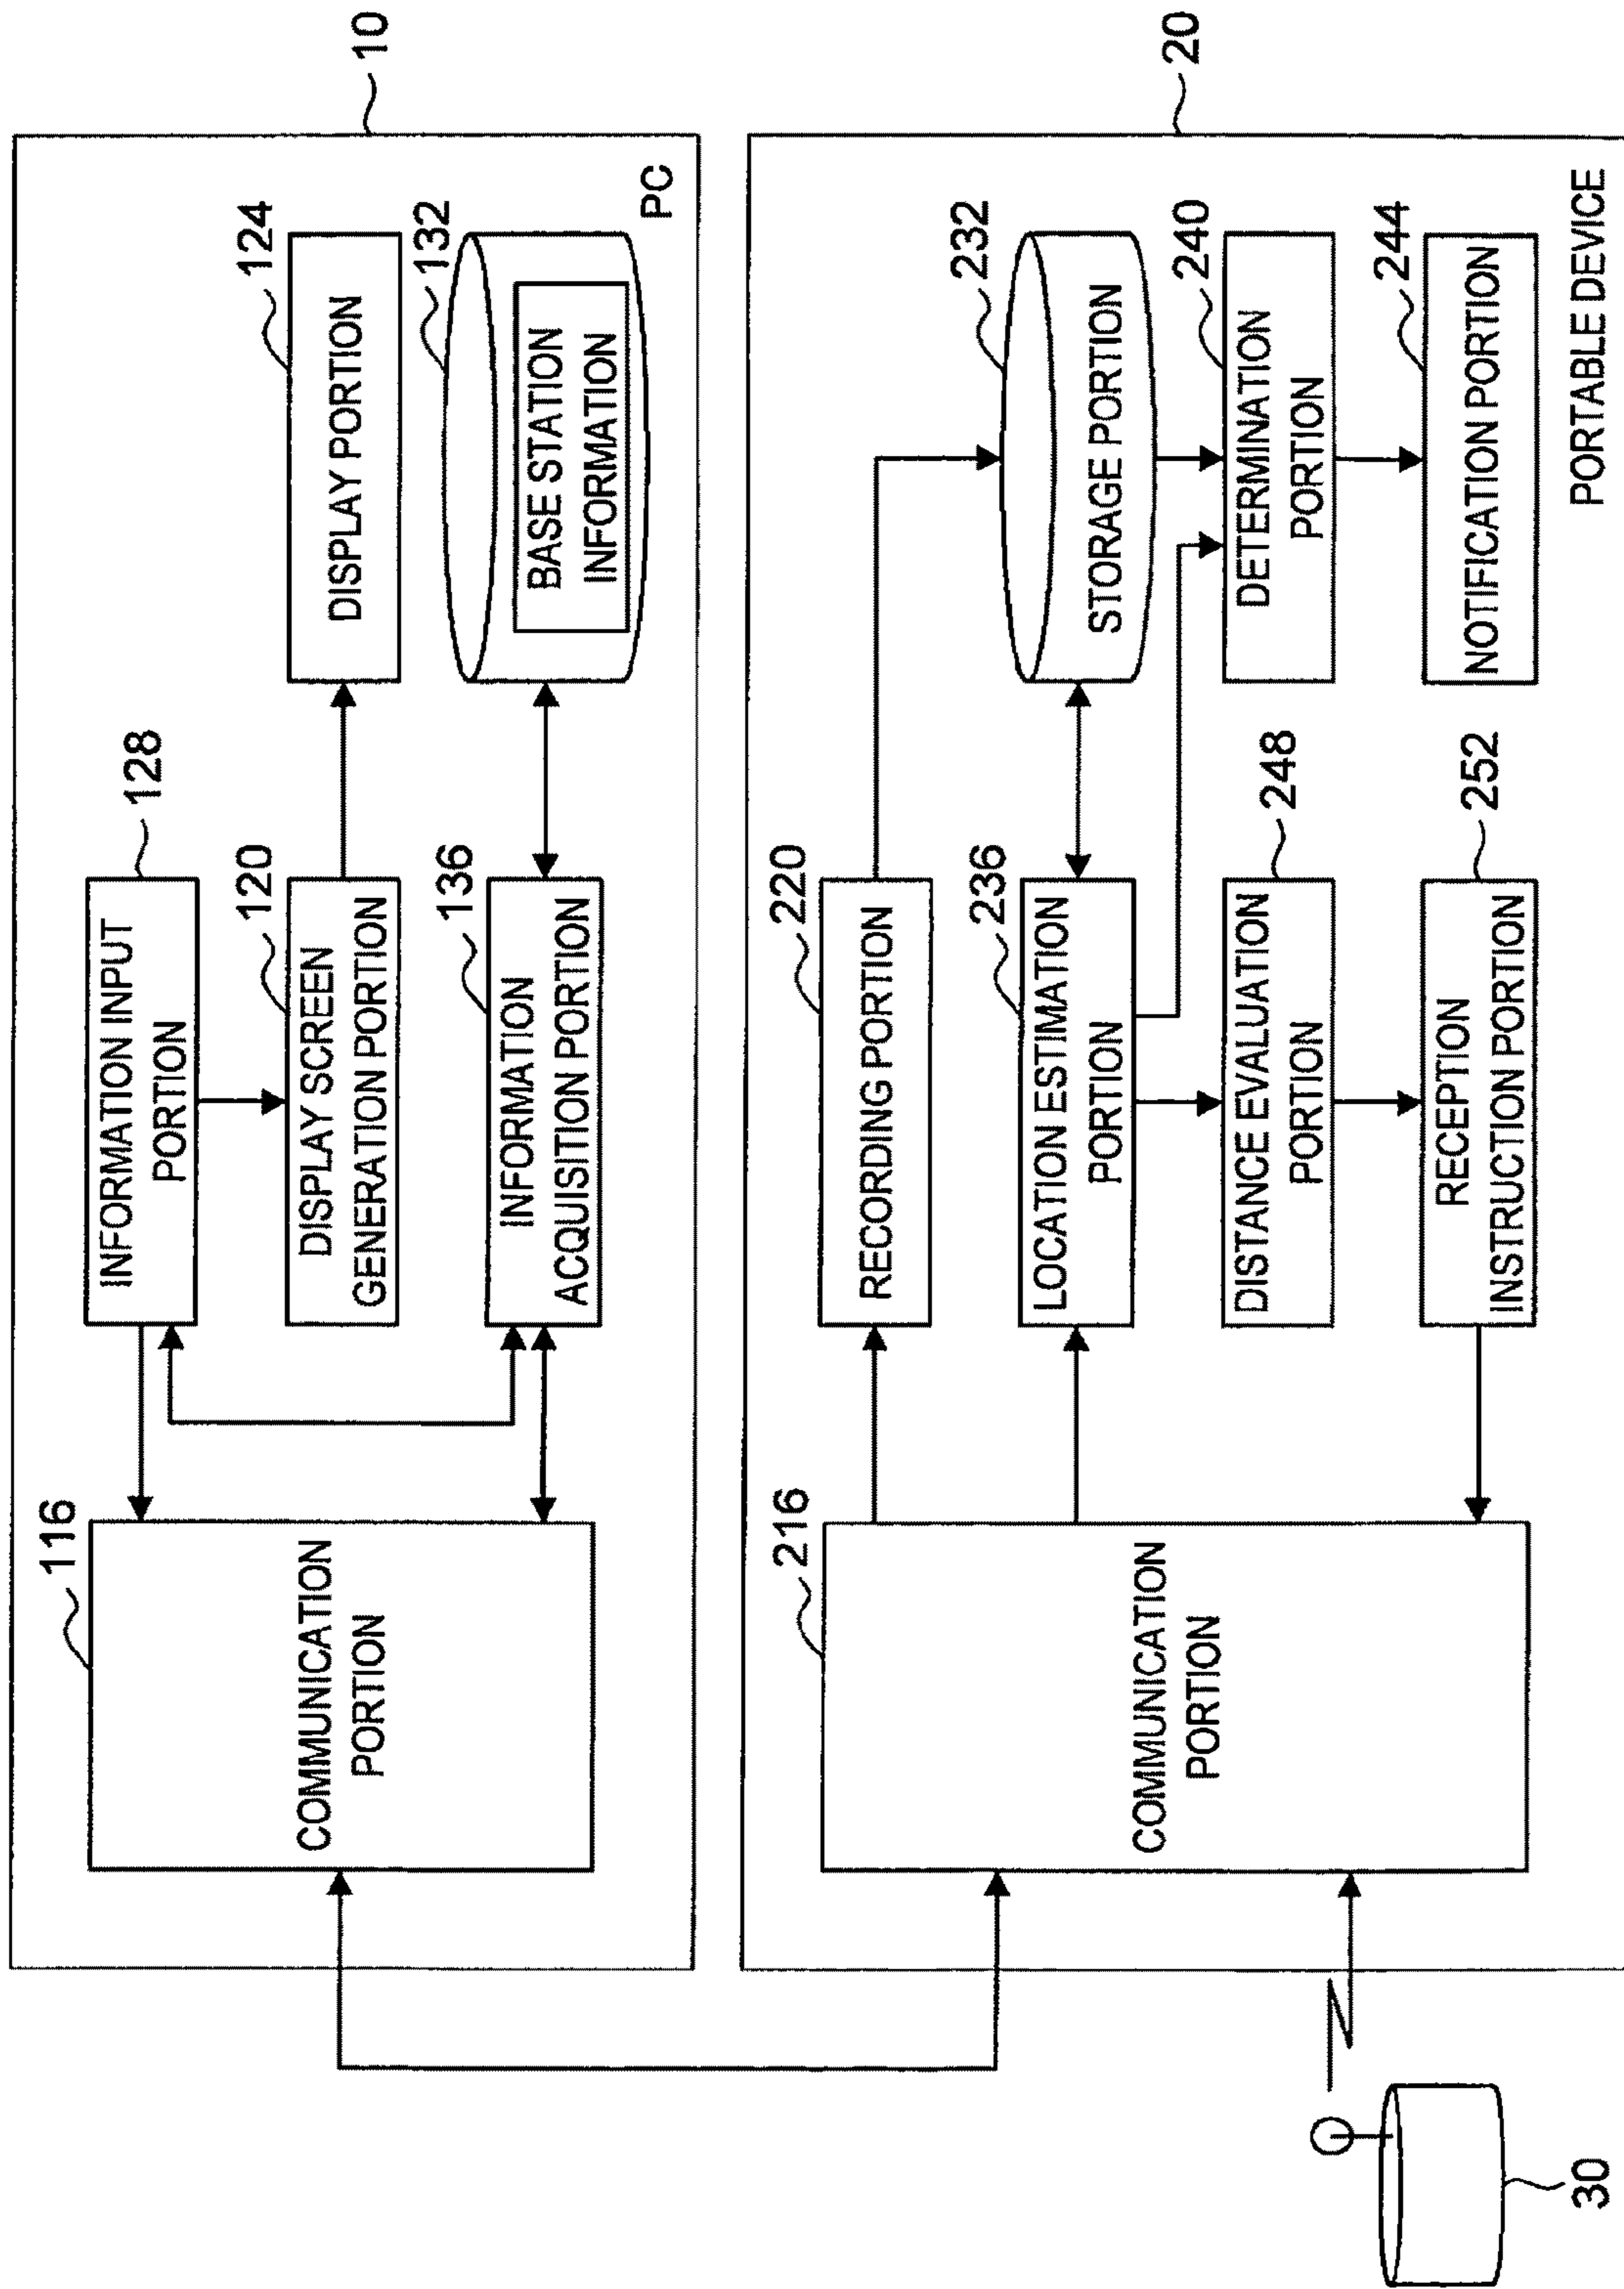 10
116
COMMUNICATION
PORTION
INFORMATION INPUT
PORTION
128
120
DISPLAY SCREEN
GENERATION PORTION
124
DISPLAY PORTION
136
INFORMATION
ACQUISITION PORTION
132
BASE STATION
INFORMATION
PC
20
216
COMMUNICATION
PORTION
220
RECORDING PORTION
236
LOCATION ESTIMATION
PORTION
232
STORAGE PORTION
DISTANCE EVALUATION
PORTION
248
240
DETERMINATION
PORTION
RECEPTION
INSTRUCTION PORTION
252
244
NOTIFICATION PORTION
PORTABLE DEVICE
30